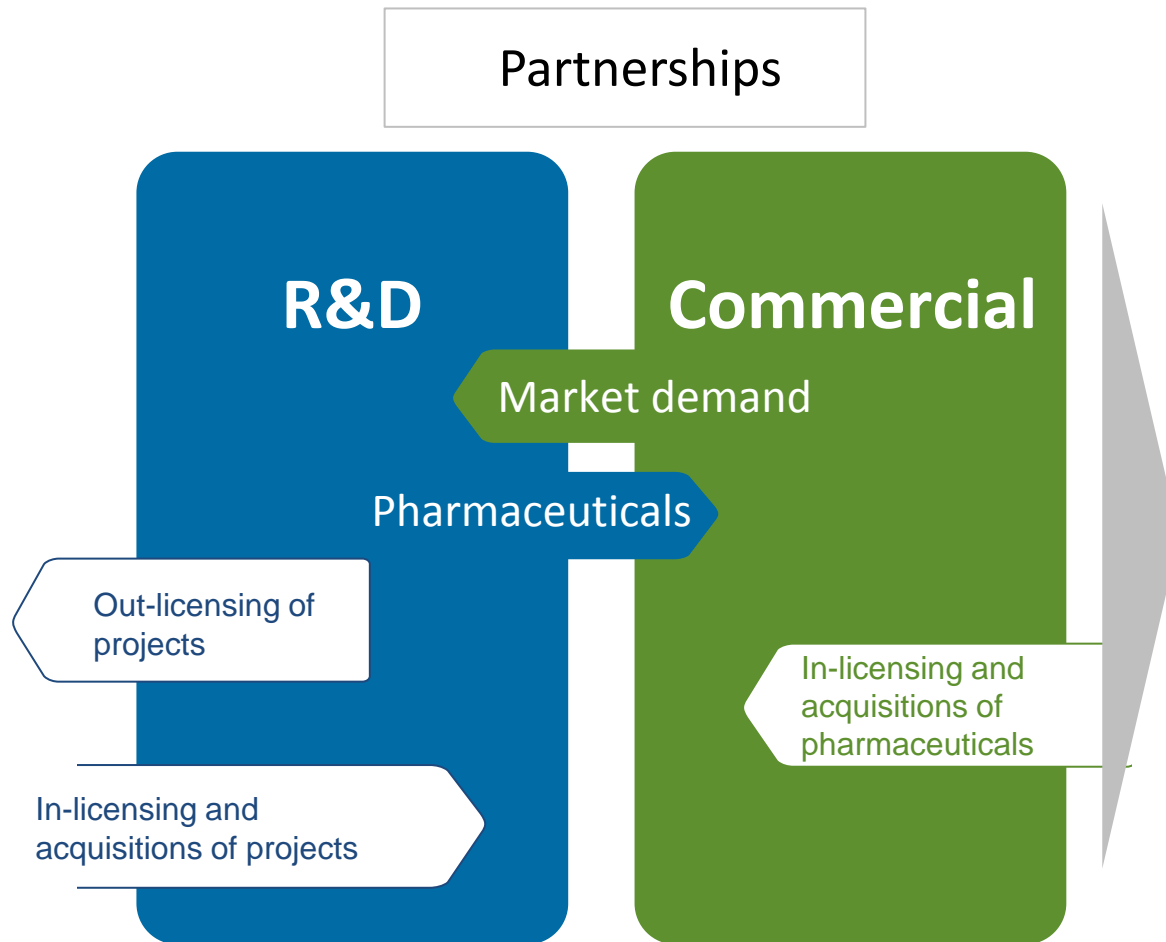 Partnerships
R&D
Commercial
Market demand
Pharmaceuticals
Out-licensing of
projects
In-licensing and
acquisitions of
pharmaceuticals
In-licensing and
acquisitions of projects